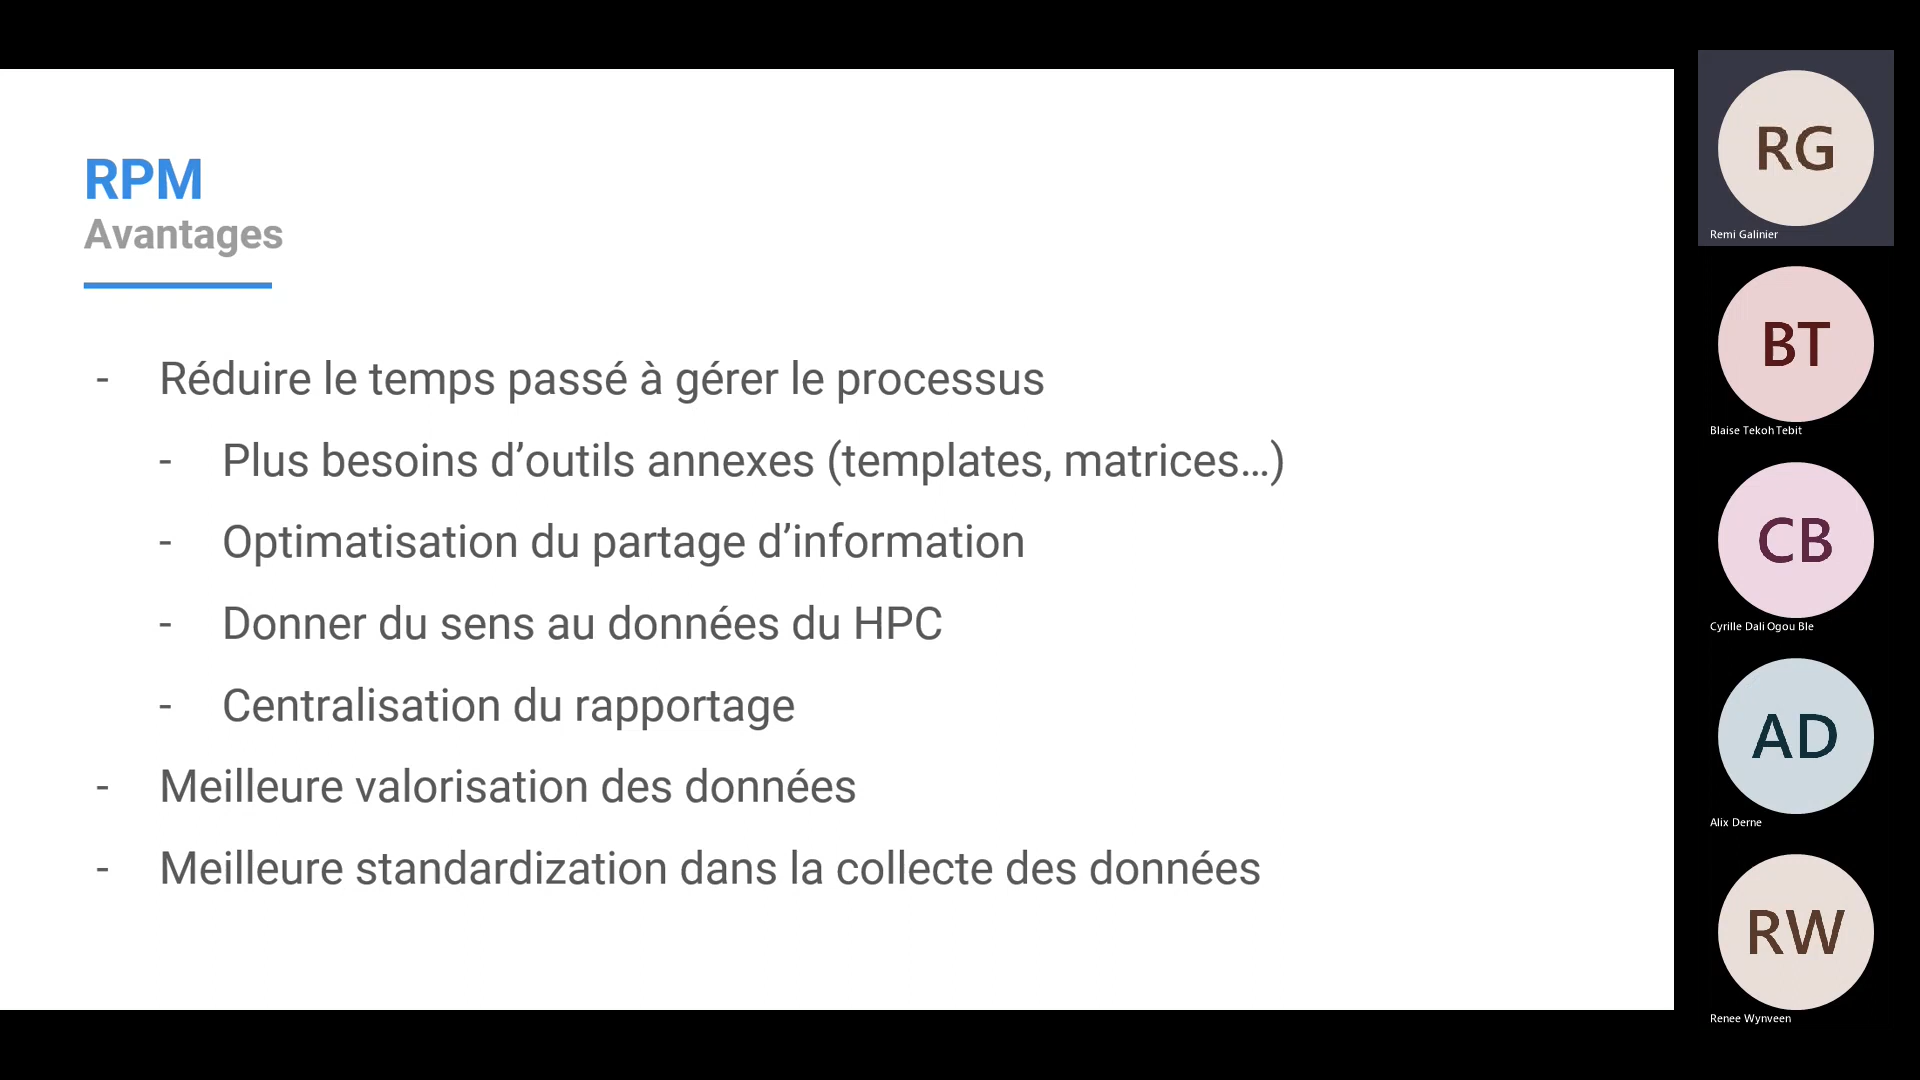 RPM
Avantages
- Réduire le temps passé à gérer le processus
- Plus besoins d’outils annexes (templates, matrices…)
- Optimatisation du partage d’information
- Donner du sens au données du HPC
- Centralisation du rapportage
- Meilleure valorisation des données
- Meilleure standardization dans la collecte des données
RG
Remi Galinier
BT
Blaise Tekoh Tebit
CB
Cyrille Dali Ogou Ble
AD
Alix Derne
RW
Renee Wynveen